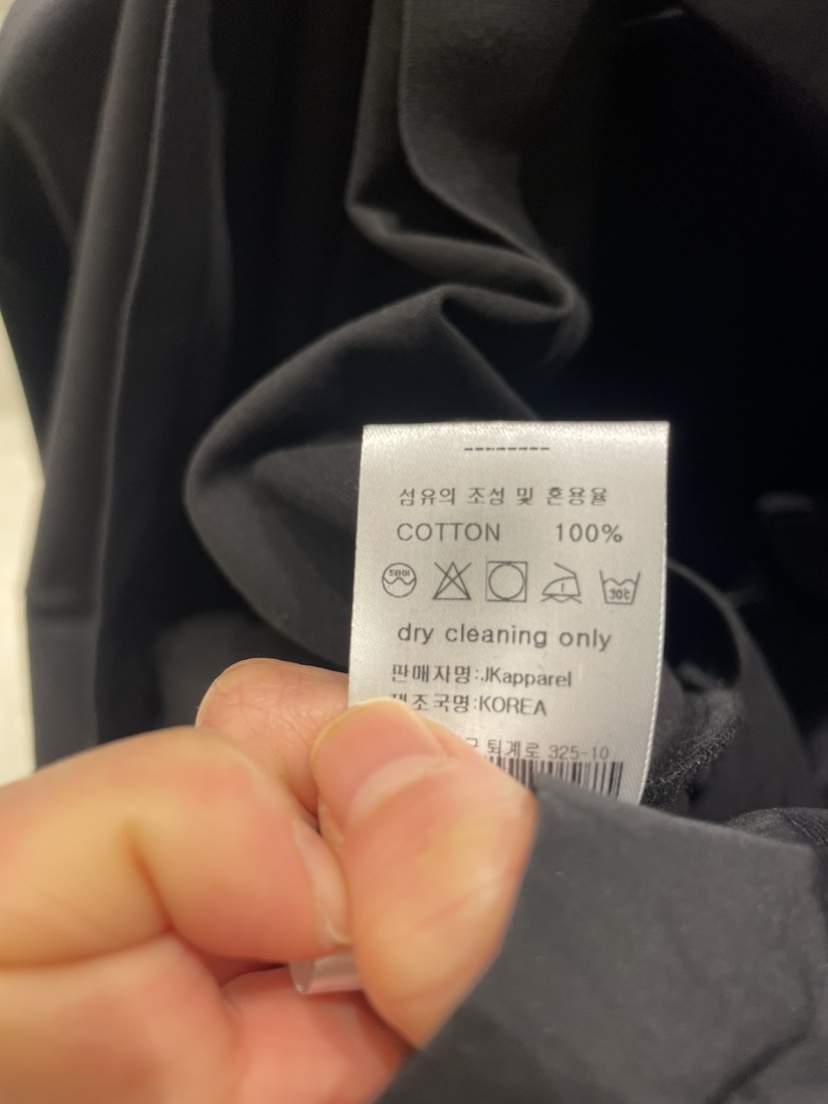 ---------
섬유의 조성 및 혼용율
COTTON 100%
30℃
dry cleaning only
판매자명:JKapparel
제조국명:KOREA
퇴계로 325-10